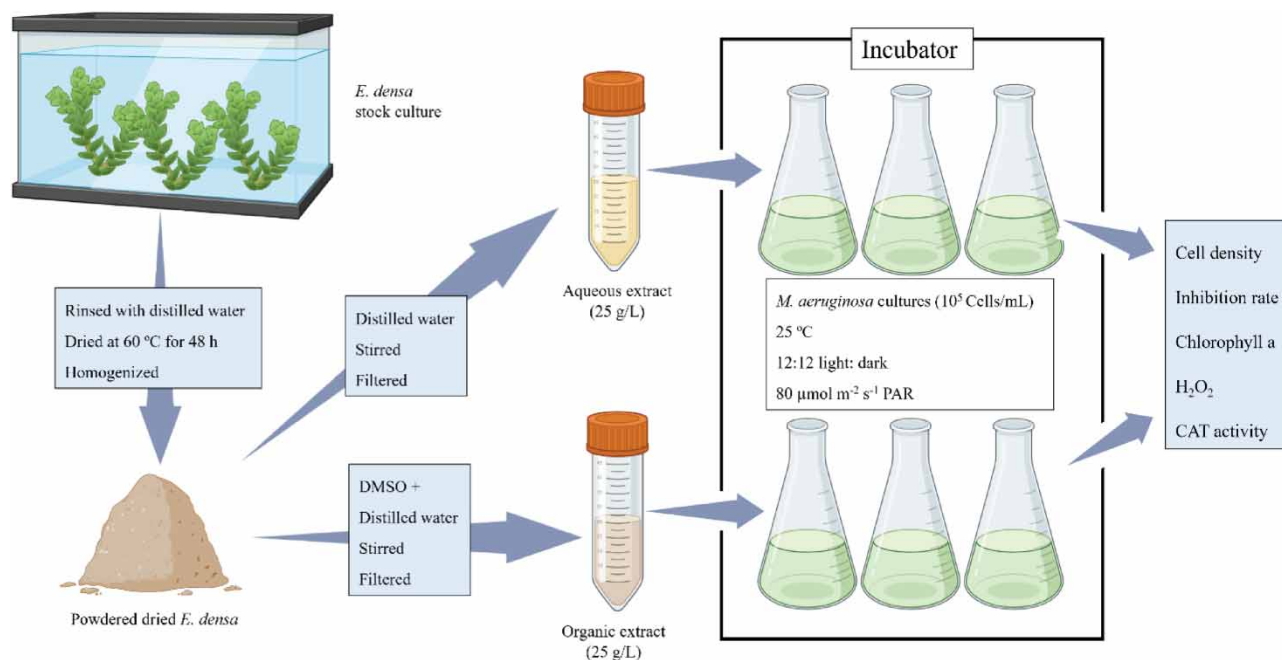 E. densa
stock culture
Rinsed with distilled water
Dried at 60 ºC for 48 h
Homogenized
Powdered dried E. densa
Distilled water
Stirred
Filtered
DMSO +
Distilled water
Stirred
Filtered
Aqueous extract
(25 g/L)
Organic extract
(25 g/L)
Incubator
M. aeruginosa cultures (10⁵ Cells/mL)
25 ºC
12:12 light: dark
80 µmol m⁻² s⁻¹ PAR
Cell density
Inhibition rate
Chlorophyll a
H₂O₂
CAT activity